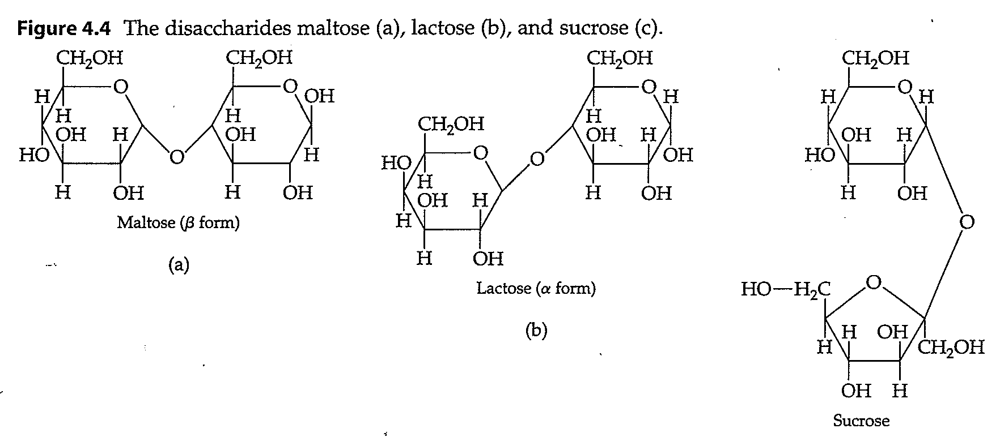 Figure 4.4 The disaccharides maltose (a), lactose (b), and sucrose (c).
CH₂OH CH₂OH
O O
H OH
H H
OH H OH
HO O H
H OH H OH
Maltose (β form)
(a)
CH₂OH
O H
H
CH₂OH OH H
HO O O OH
H H OH
OH H
H
H OH
Lactose (α form)
(b)
CH₂OH
H O H
OH H
HO
H OH
O
HO—H₂C O
H OH
H CH₂OH
OH H
Sucrose